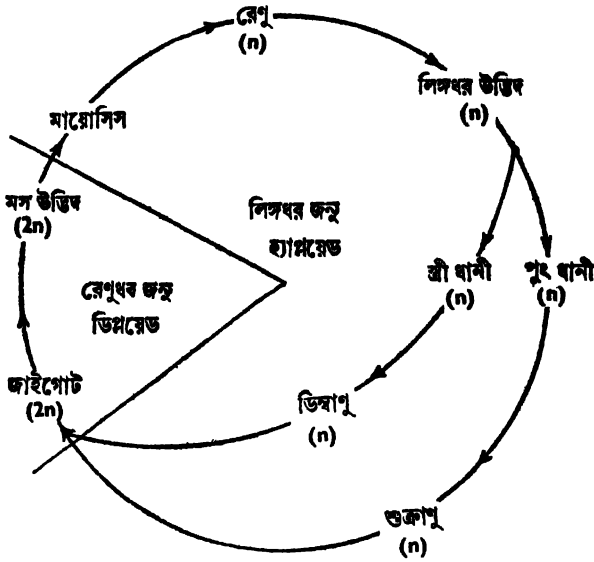 রেণু
(n)
লিঙ্গধর উদ্ভিদ
(n)
মায়োসিস
মস উদ্ভিদ
(2n)
লিঙ্গধর জনু
হ্যাপ্লয়েড
স্ত্রী ধানী
(n)
পুং ধানী
(n)
রেণুধর জনু
ডিপ্লয়েড
জাইগোট
(2n)
ডিম্বাণু
(n)
শুক্রাণু
(n)